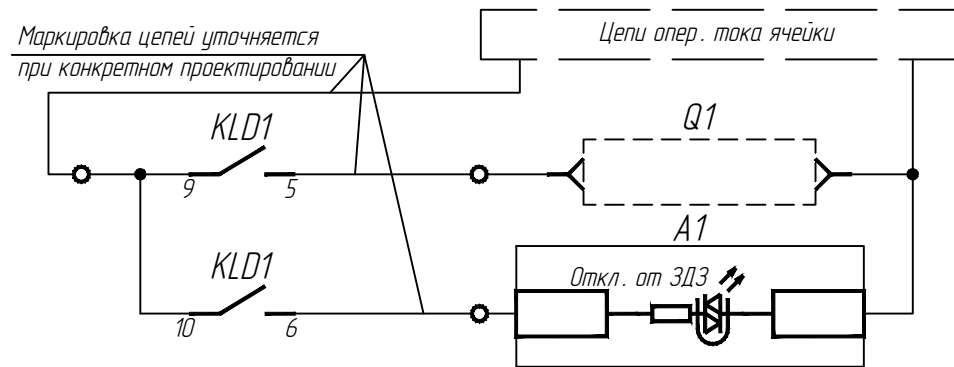 Маркировка цепей уточняется
при конкретном проектировании
Цепи опер. тока ячейки
KLD1
9
5
Q1
KLD1
10
6
A1
Откл. от ЗДЗ